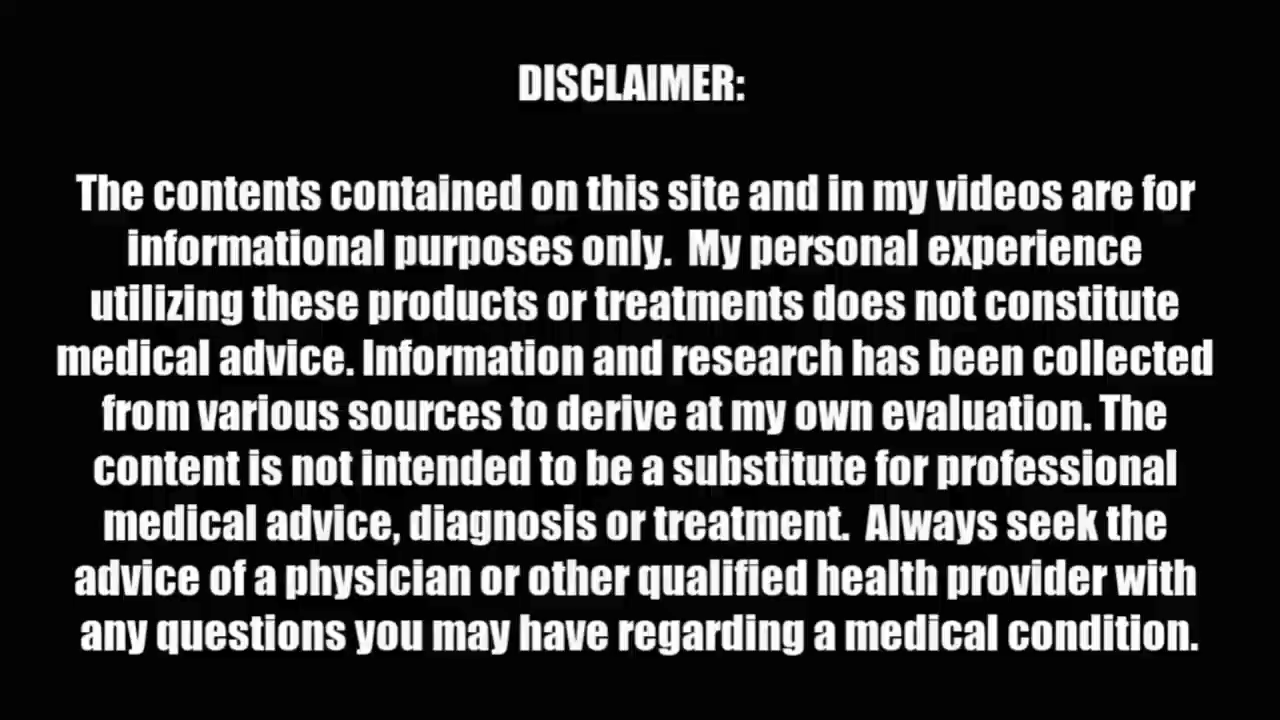 DISCLAIMER:
The contents contained on this site and in my videos are for
informational purposes only.  My personal experience
utilizing these products or treatments does not constitute
medical advice. Information and research has been collected
from various sources to derive at my own evaluation. The
content is not intended to be a substitute for professional
medical advice, diagnosis or treatment.  Always seek the
advice of a physician or other qualified health provider with
any questions you may have regarding a medical condition.